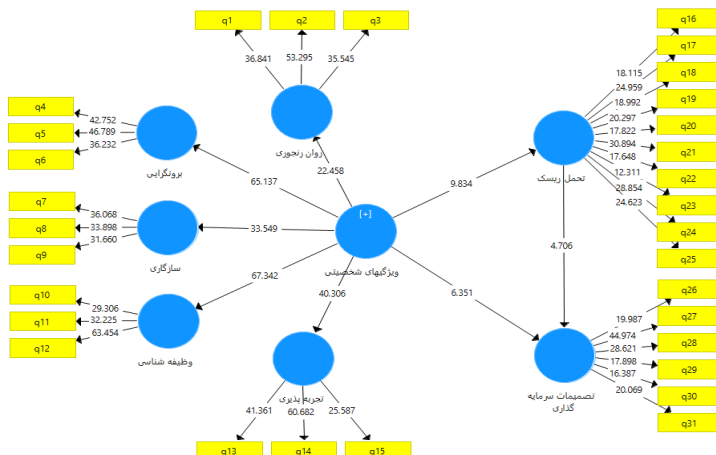 q1
q2
q3
36.841
53.295
35.545
روان رنجوری
q4
q5
q6
42.752
46.789
36.232
برونگرایی
q7
q8
q9
36.068
33.898
31.660
سازگاری
q10
q11
q12
29.306
32.225
63.454
وظیفه شناسی
65.137
22.458
33.549
67.342
40.306
[+]
ویژگیهای شخصیتی
9.834
6.351
4.706
تجربه پذیری
41.361
60.682
25.587
q13
q14
q15
تحمل ریسک
18.115
24.959
18.992
20.297
17.822
30.894
17.648
12.311
28.854
24.623
q16
q17
q18
q19
q20
q21
q22
q23
q24
q25
تصمیمات سرمایه
گذاری
19.987
44.974
28.621
17.898
16.387
20.069
q26
q27
q28
q29
q30
q31